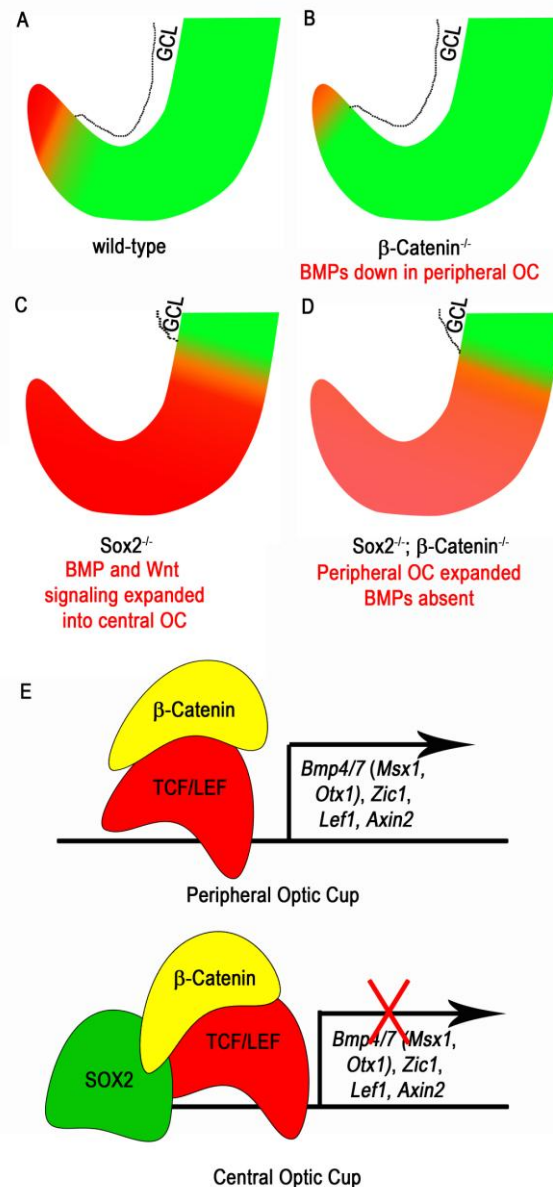 A
GCL
wild-type
B
GCL
β-Catenin-/-
BMPs down in peripheral OC
C
GCL
Sox2-/-
BMP and Wnt
signaling expanded
into central OC
D
GCL
Sox2-/-; β-Catenin-/-
Peripheral OC expanded
BMPs absent
E
β-Catenin
TCF/LEF
Bmp4/7 (Msx1,
Otx1), Zic1,
Lef1, Axin2
Peripheral Optic Cup
β-Catenin
TCF/LEF
SOX2
Bmp4/7 (Msx1,
Otx1), Zic1,
Lef1, Axin2
Central Optic Cup